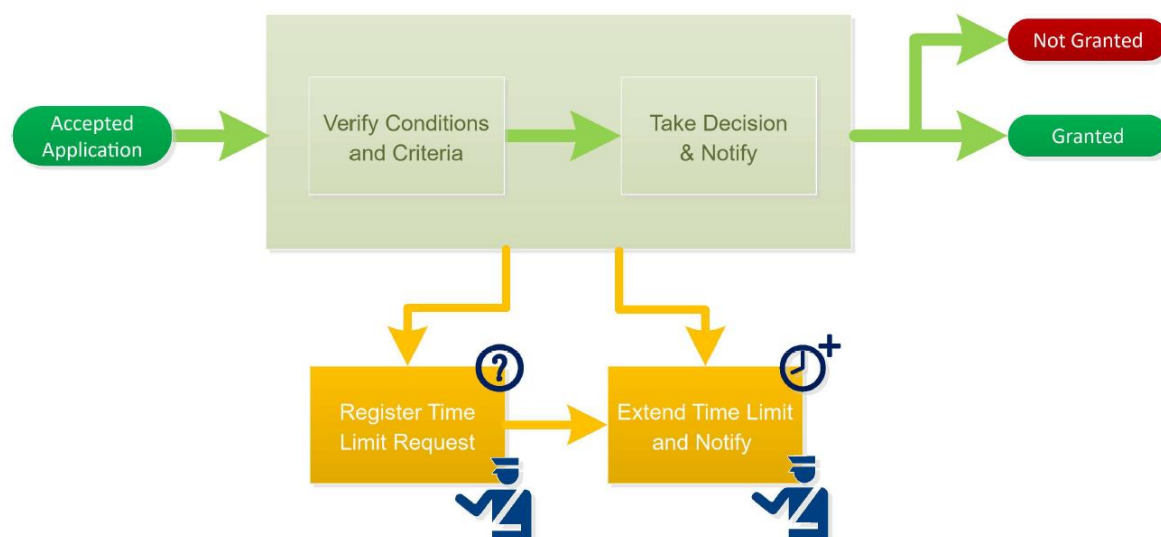 Not Granted
Accepted
Application
Verify Conditions
and Criteria
Take Decision
& Notify
Granted
?
+
Register Time
Limit Request
Extend Time Limit
and Notify